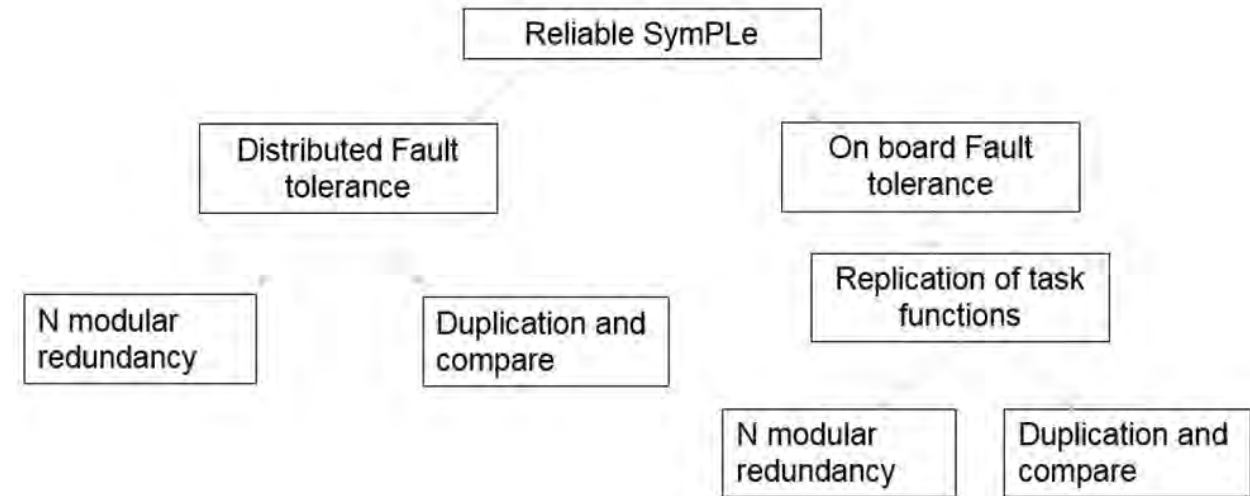 Reliable SymPLe
Distributed Fault
tolerance
On board Fault
tolerance
Replication of task
functions
N modular
redundancy
Duplication and
compare
N modular
redundancy
Duplication and
compare